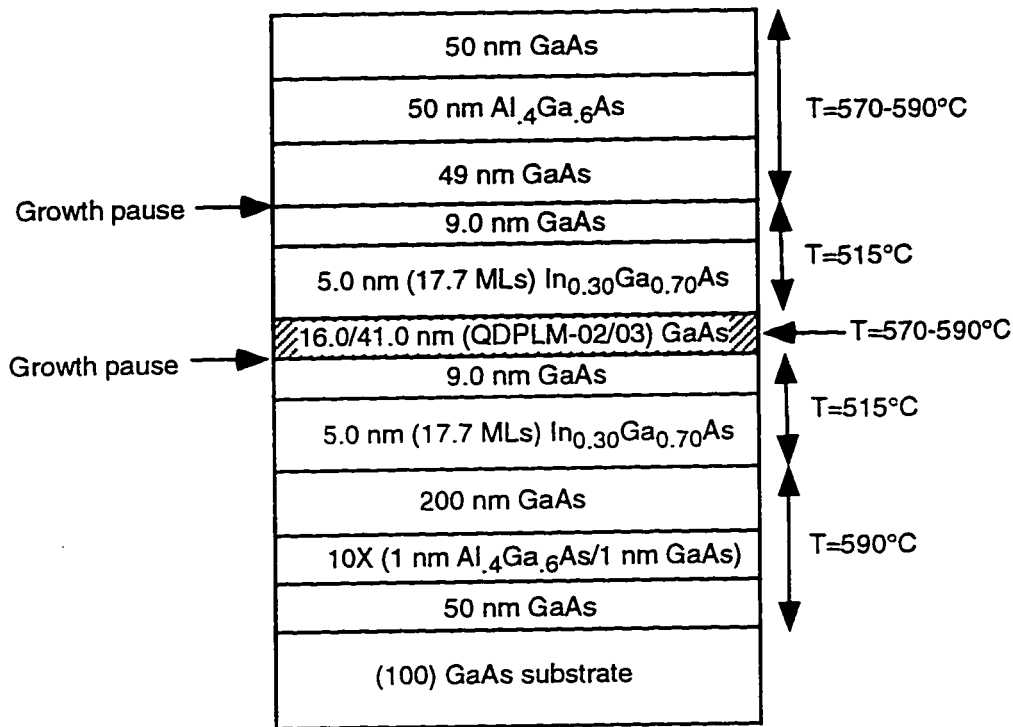 50 nm GaAs
50 nm Al.4Ga.6As
T=570-590°C
49 nm GaAs
Growth pause
9.0 nm GaAs
T=515°C
5.0 nm (17.7 MLs) In0.30Ga0.70As
16.0/41.0 nm (QDPLM-02/03) GaAs
T=570-590°C
Growth pause
9.0 nm GaAs
T=515°C
5.0 nm (17.7 MLs) In0.30Ga0.70As
200 nm GaAs
T=590°C
10X (1 nm Al.4Ga.6As/1 nm GaAs)
50 nm GaAs
(100) GaAs substrate